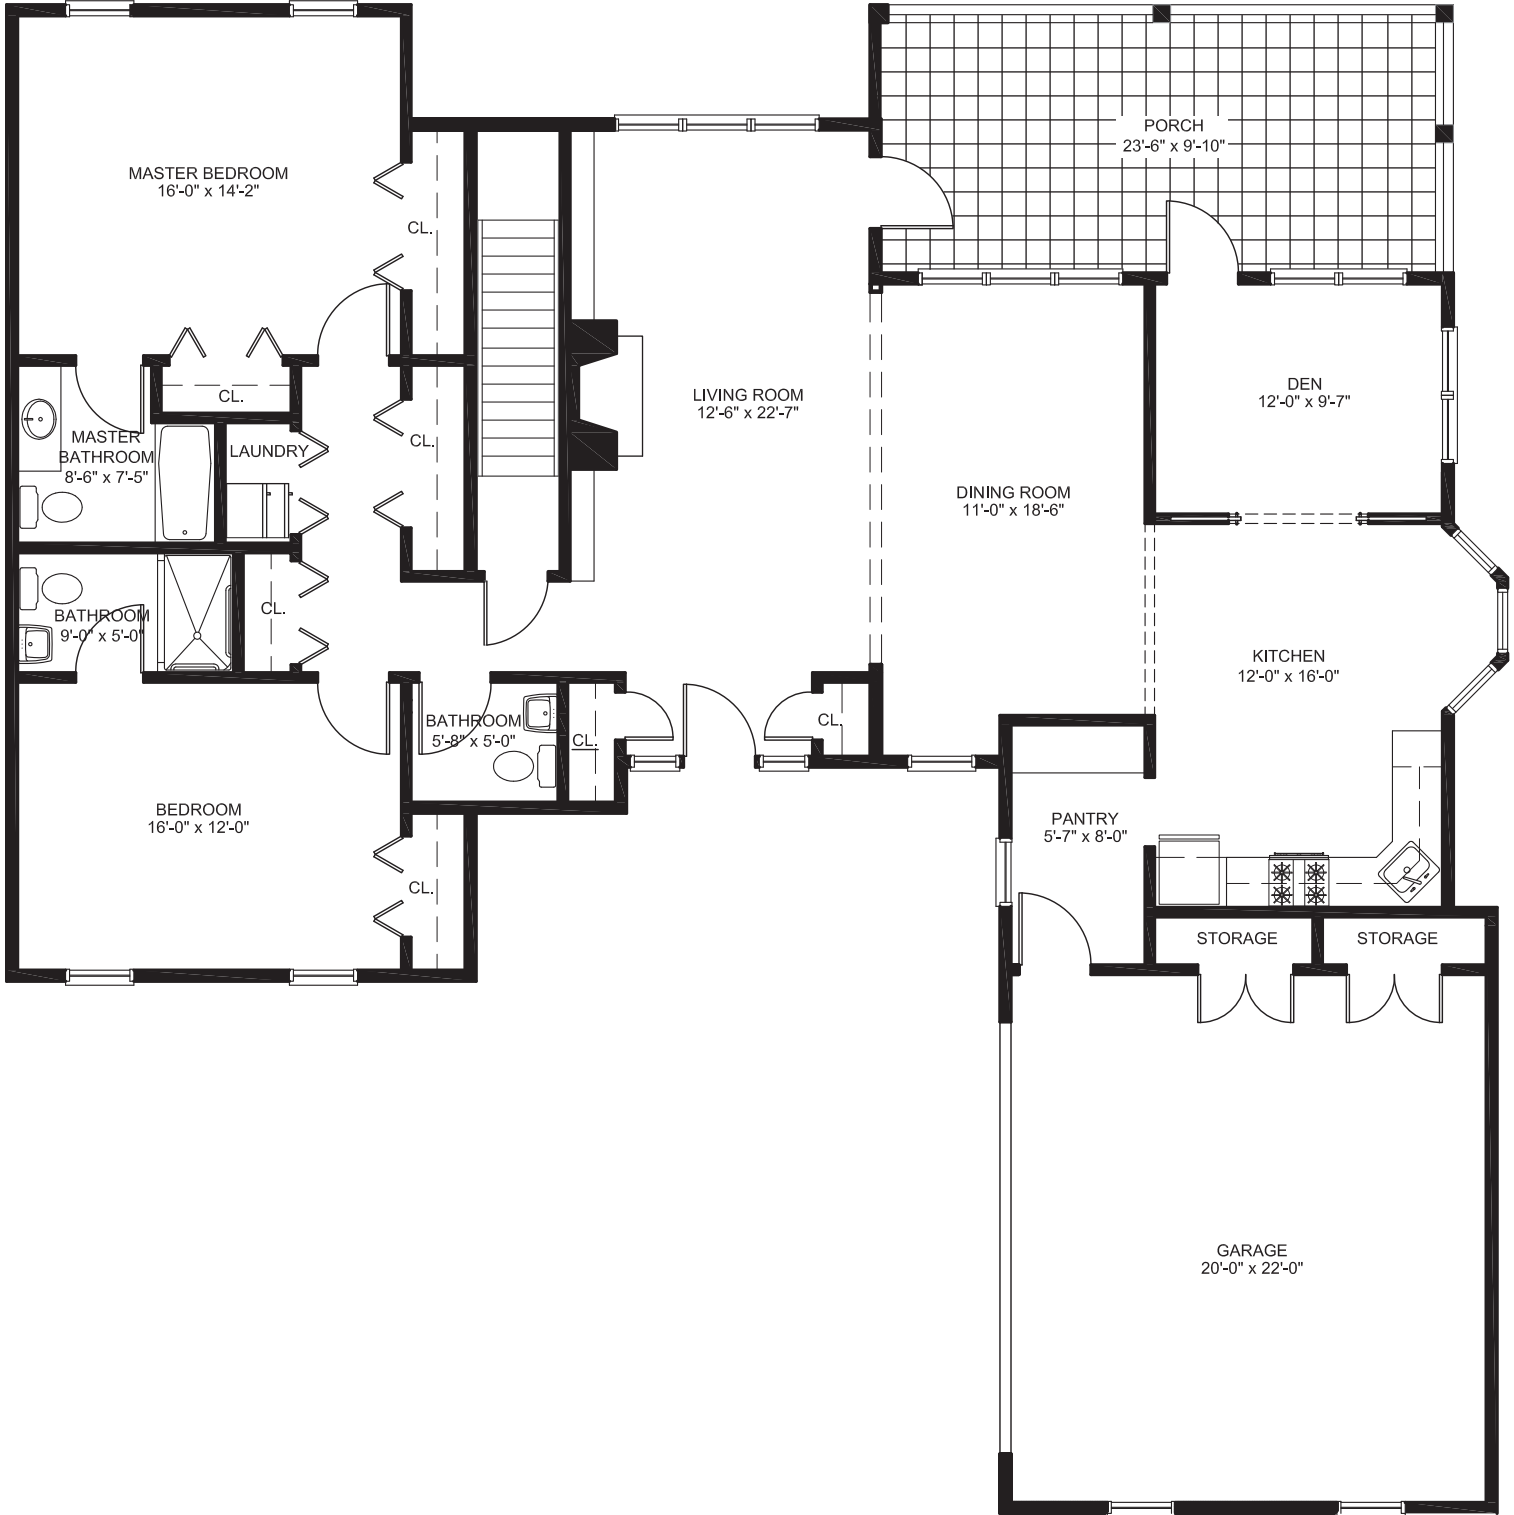 PORCH
23'-6" x 9'-10"
MASTER BEDROOM
16'-0" x 14'-2"
CL.
CL.
LIVING ROOM
12'-6" x 22'-7"
DEN
12'-0" x 9'-7"
MASTER
BATHROOM
8'-6" x 7'-5"
LAUNDRY
CL.
DINING ROOM
11'-0" x 18'-6"
BATHROOM
9'-0" x 5'-0"
CL.
KITCHEN
12'-0" x 16'-0"
BATHROOM
5'-8" x 5'-0"
CL.
CL.
BEDROOM
16'-0" x 12'-0"
PANTRY
5'-7" x 8'-0"
CL.
STORAGE
STORAGE
GARAGE
20'-0" x 22'-0"